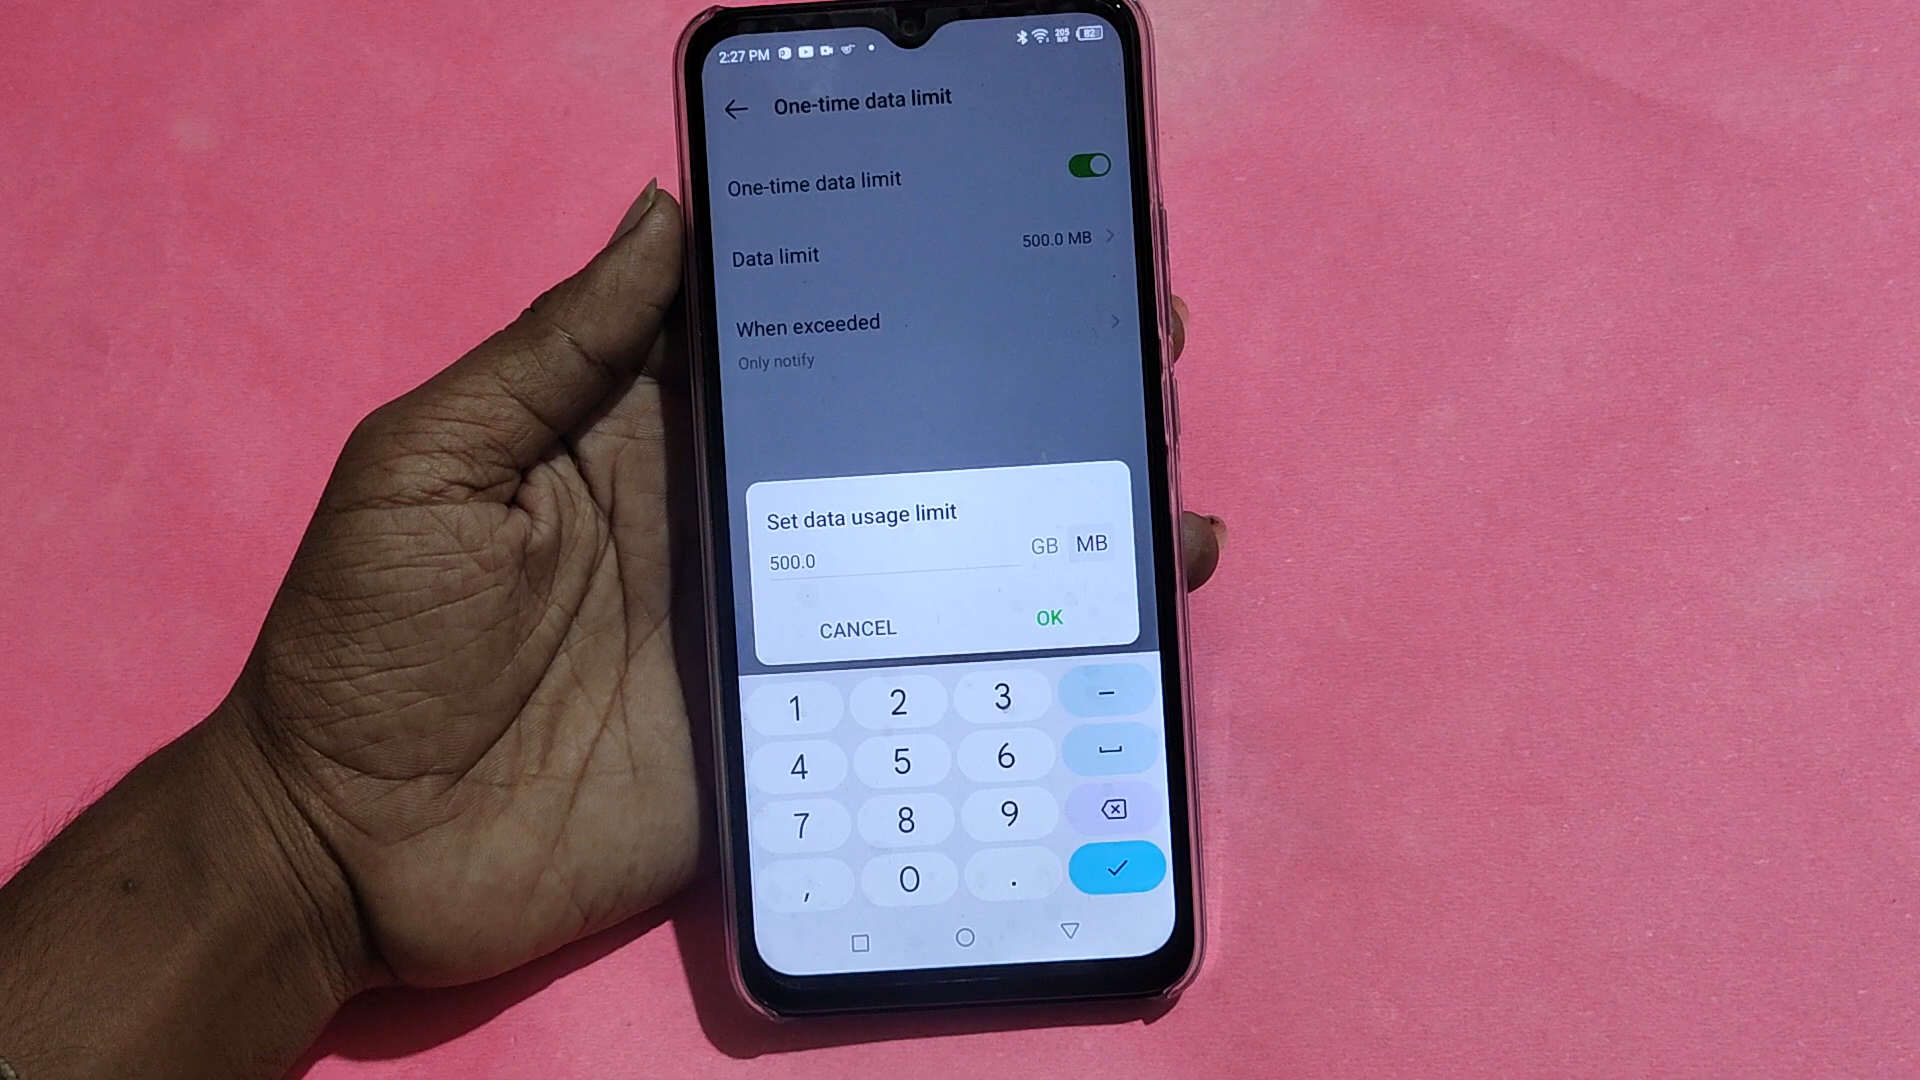 2:27 PM 205 B/S 82
One-time data limit
One-time data limit
Data limit 500.0 MB
When exceeded
Only notify
Set data usage limit
500.0 GB MB
CANCEL OK
1 2 3 –
4 5 6
7 8 9
, 0 .